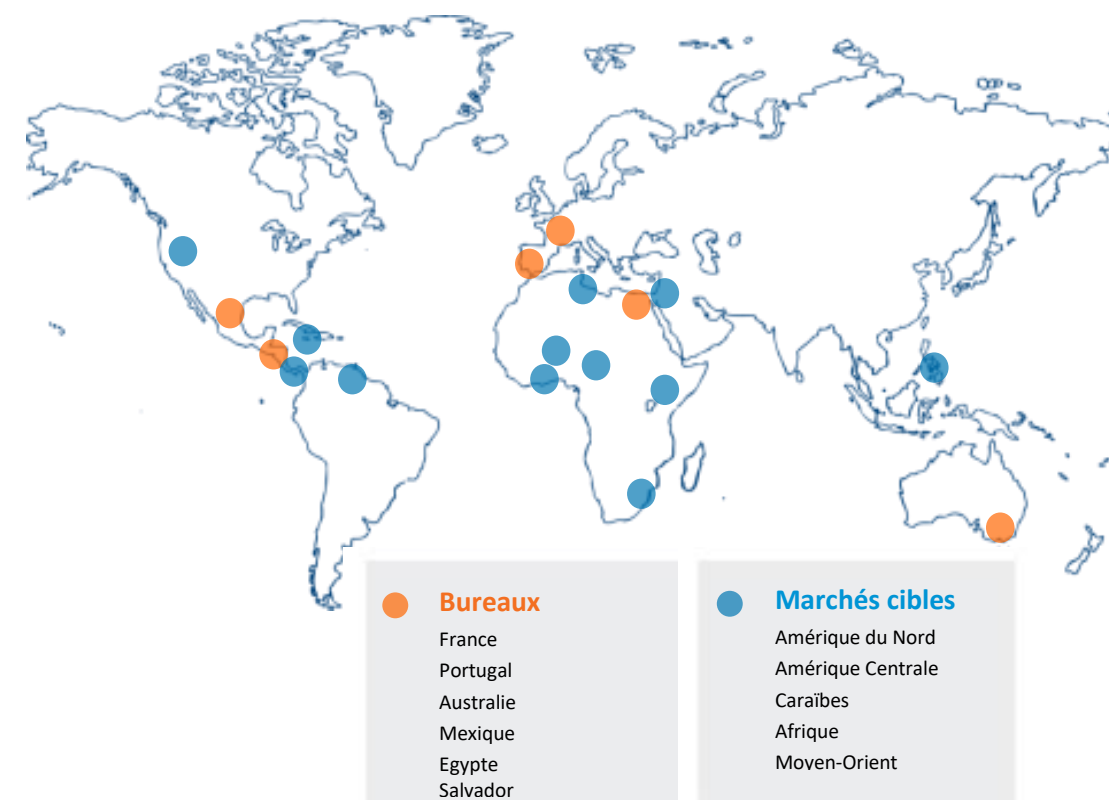 Bureaux
France
Portugal
Australie
Mexique
Egypte
Salvador
Marchés cibles
Amérique du Nord
Amérique Centrale
Caraïbes
Afrique
Moyen-Orient